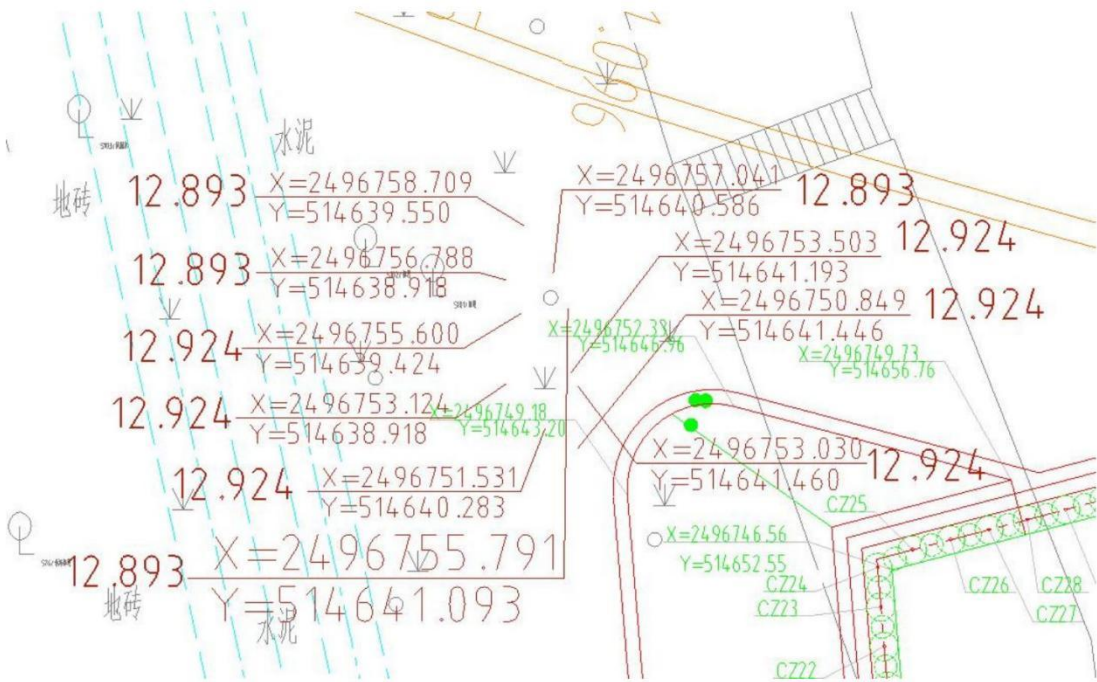 水泥
地砖
12.893
X=2496758.709
Y=514639.550
X=2496757.041
Y=514640.586
12.893
12.893
X=2496756.788
Y=514638.918
X=2496753.503
Y=514641.193
12.924
12.924
X=2496755.600
Y=514639.424
X=2496750.849
Y=514641.446
12.924
X=2496752.33
Y=514646.96
X=2496749.73
Y=514656.76
12.924
X=2496753.124
Y=514638.918
X=2496749.18
Y=514643.20
X=2496753.030
Y=514641.460
12.924
12.924
X=2496751.531
Y=514640.283
CZ25
X=2496746.56
Y=514652.55
12.893
X=2496755.791
Y=514641.093
地砖
水泥
CZ24
CZ23
CZ26
CZ28
CZ27
CZ22